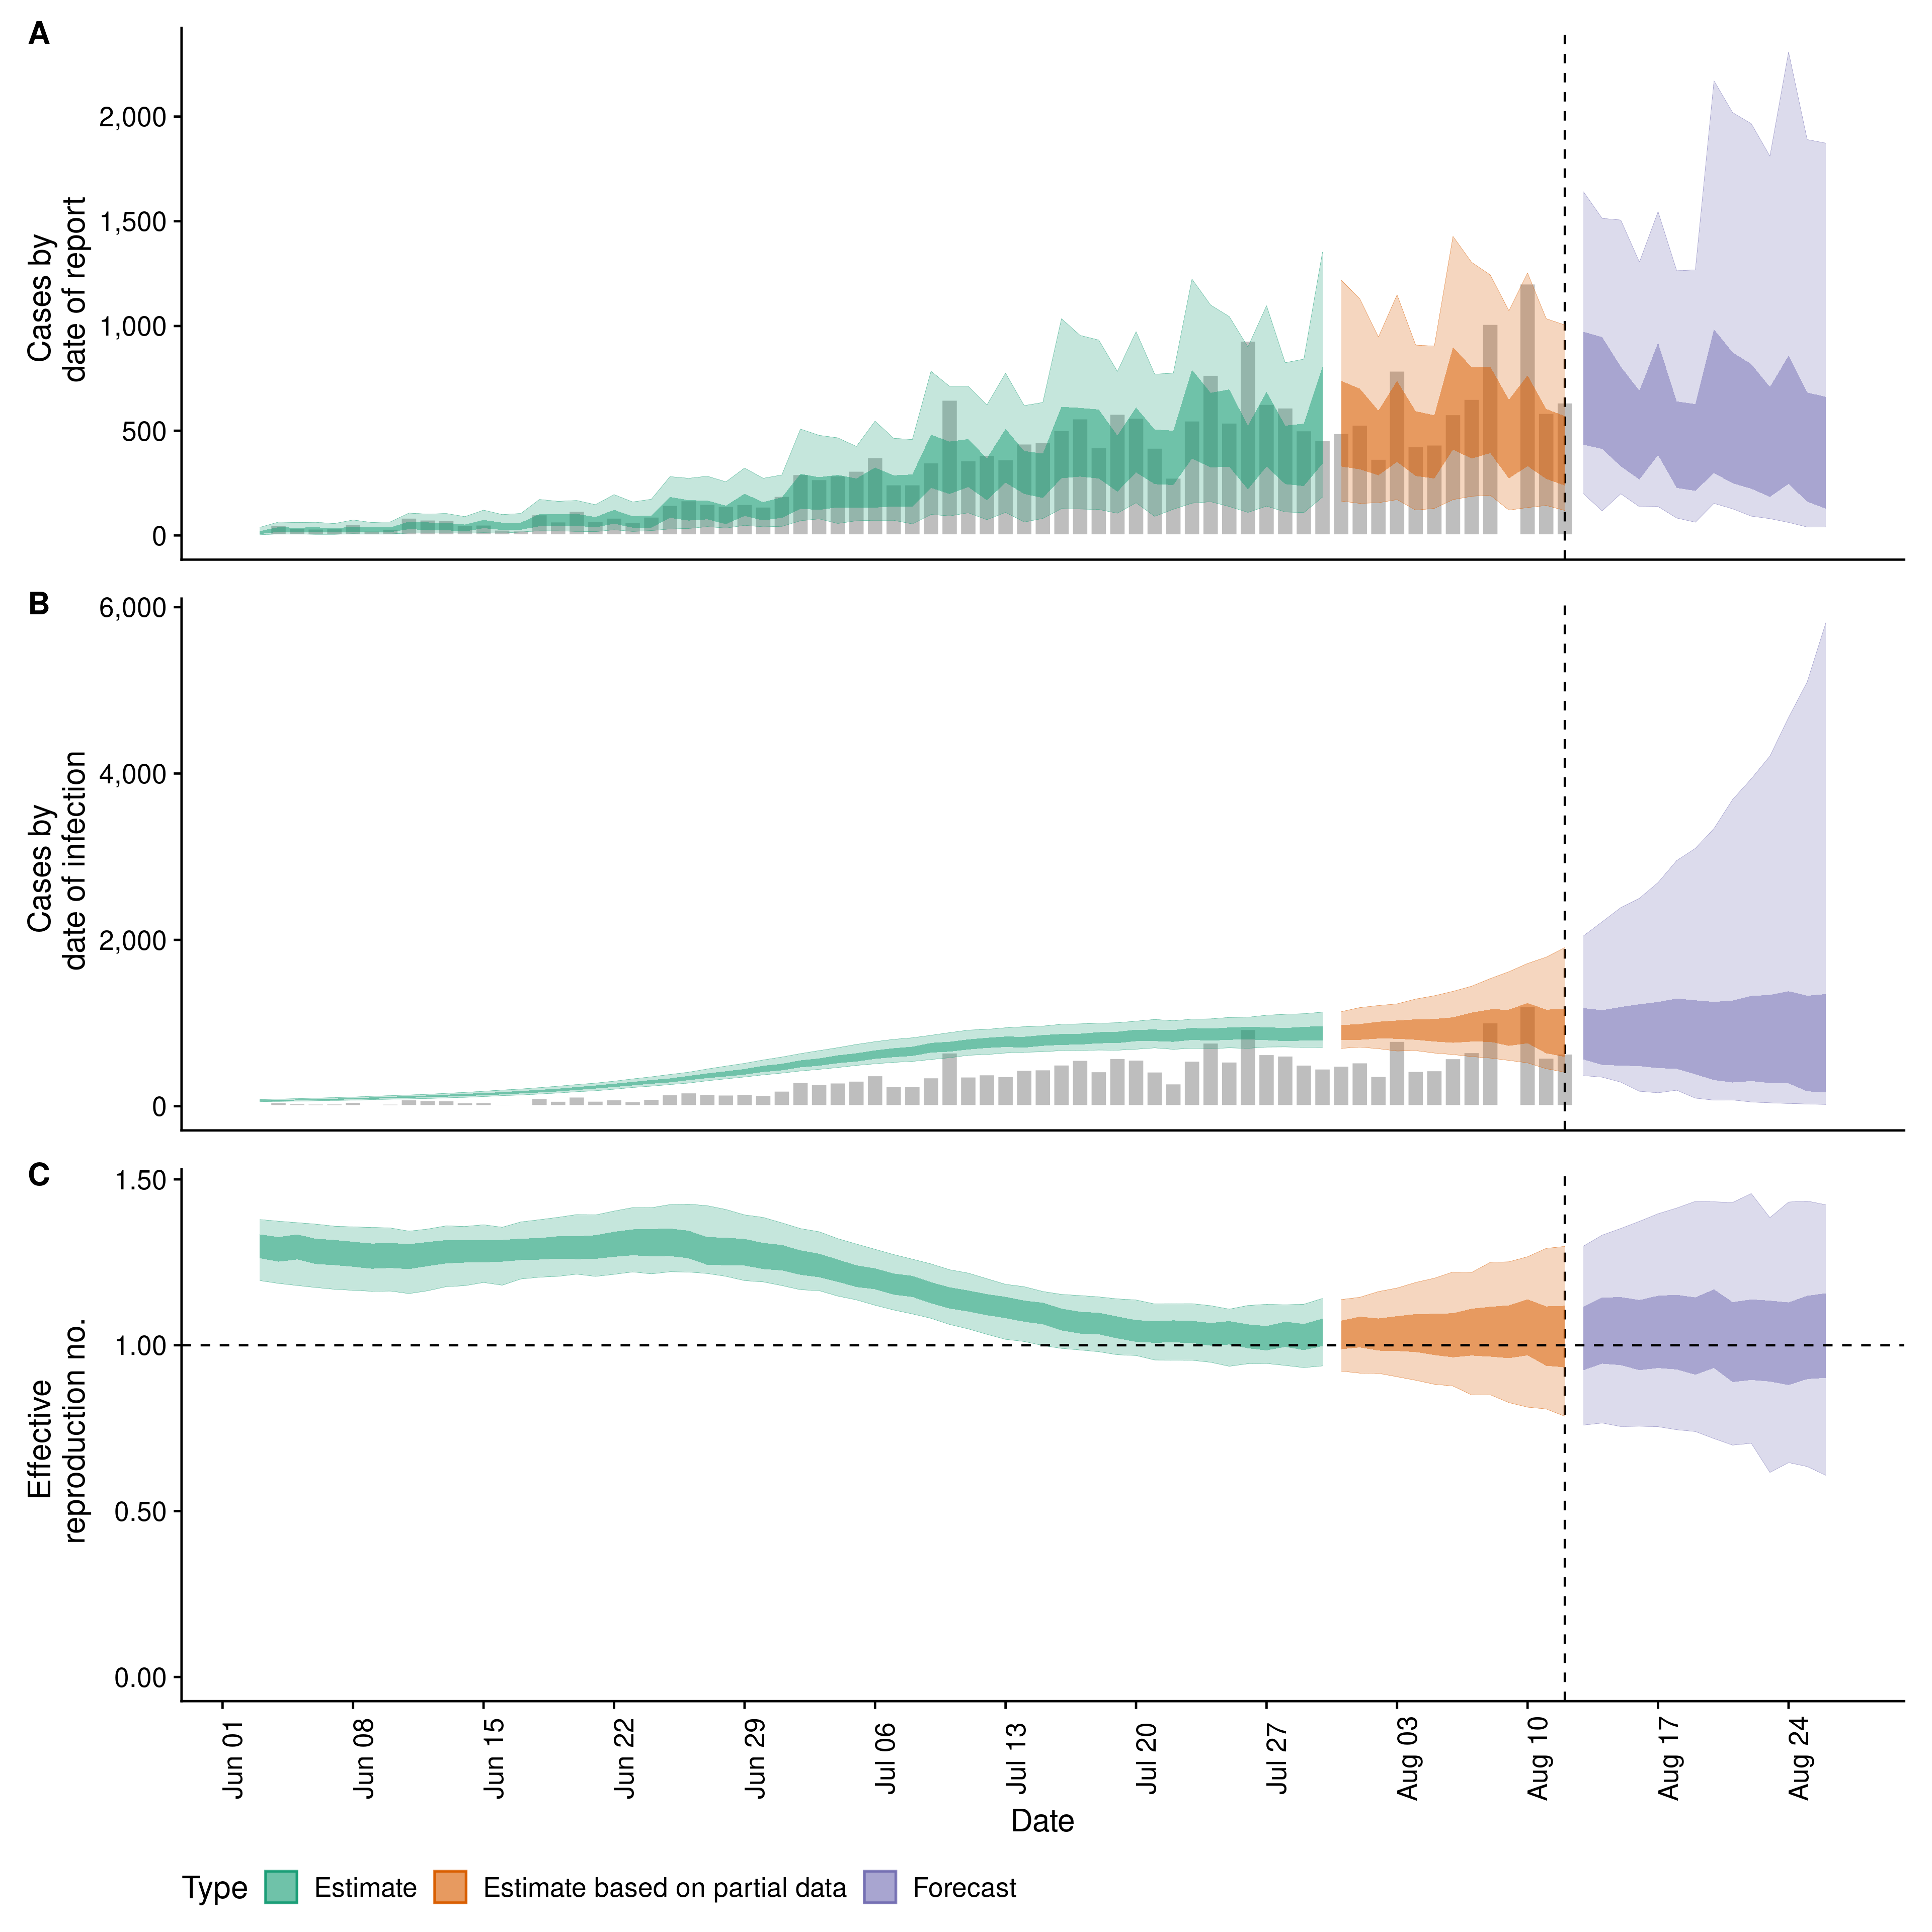 A
2,000
1,500
1,000
500
0
Cases by
date of report
B
6,000
4,000
2,000
0
Cases by
date of infection
C
1.50
1.00
0.50
0.00
Effective
reproduction no.
Jun 01
Jun 08
Jun 15
Jun 22
Jun 29
Jul 06
Jul 13
Jul 20
Jul 27
Aug 03
Aug 10
Aug 17
Aug 24
Date
Type Estimate Estimate based on partial data Forecast